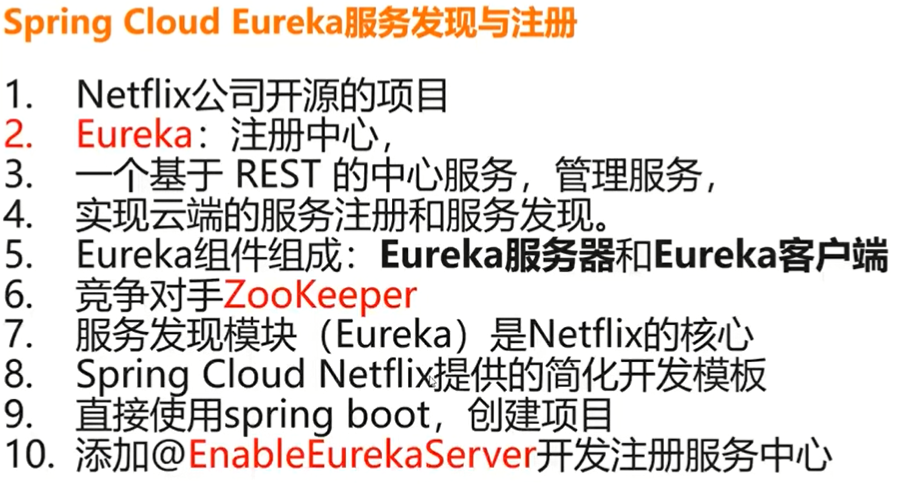 Spring Cloud Eureka服务发现与注册
1. Netflix公司开源的项目
2. Eureka：注册中心，
3. 一个基于 REST 的中心服务，管理服务，
4. 实现云端的服务注册和服务发现。
5. Eureka组件组成：Eureka服务器和Eureka客户端
6. 竞争对手ZooKeeper
7. 服务发现模块（Eureka）是Netflix的核心
8. Spring Cloud Netflix提供的简化开发模板
9. 直接使用spring boot，创建项目
10. 添加@EnableEurekaServer开发注册服务中心